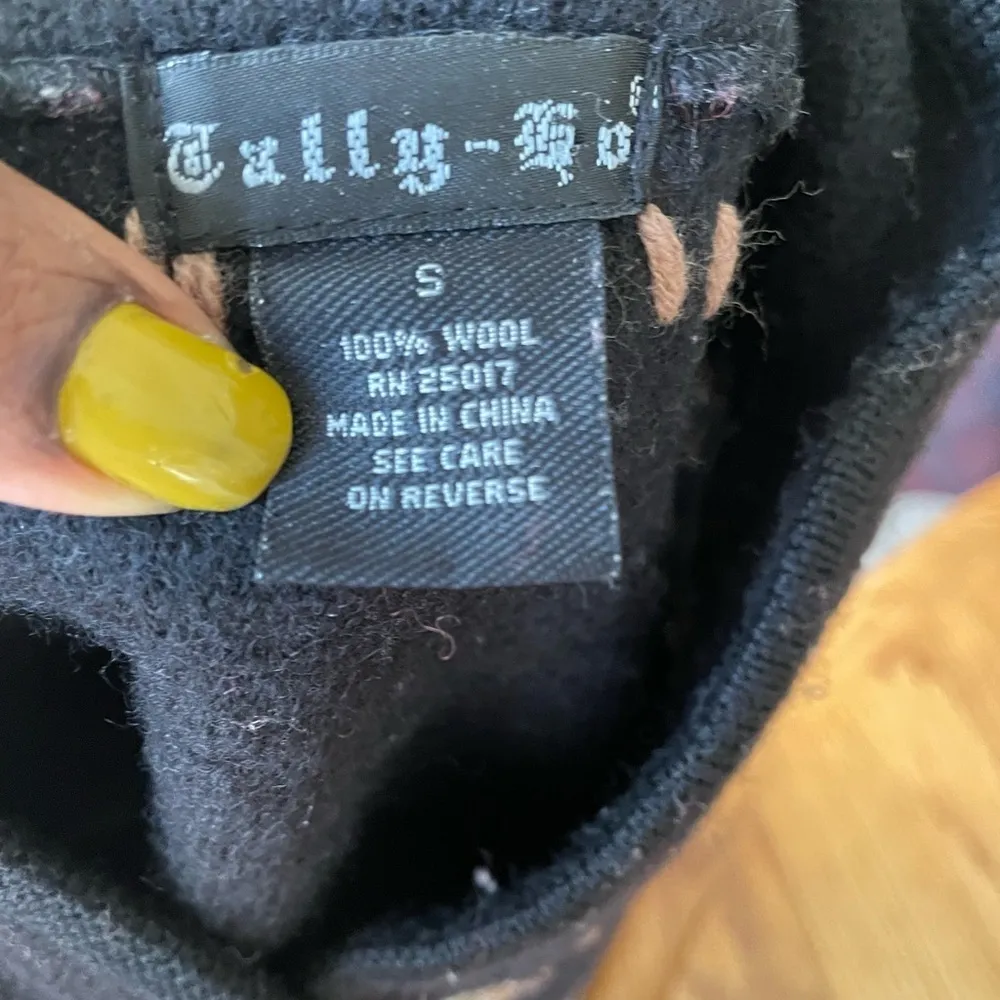 Tally-Ho
S
100% WOOL
RN 25017
MADE IN CHINA
SEE CARE
ON REVERSE